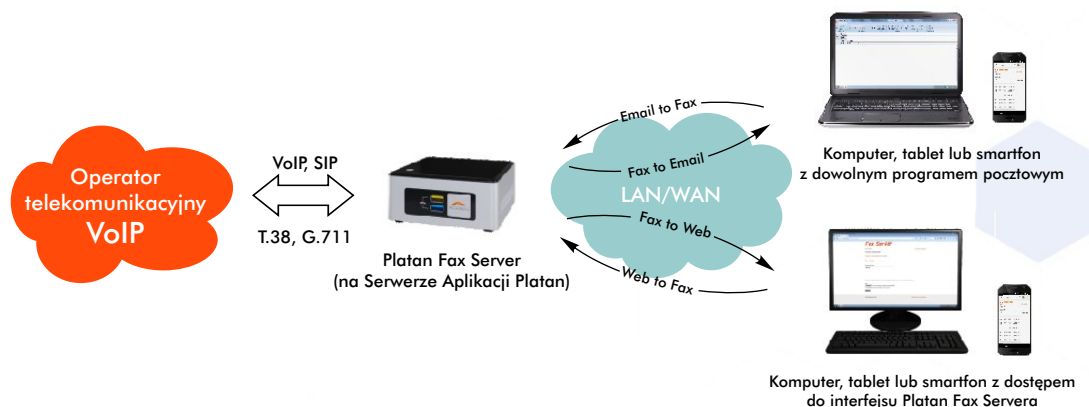 Operator
telekomunikacyjny
VoIP
VoIP, SIP
T.38, G.711
Platan Fax Server
(na Serwerze Aplikacji Platan)
Email to Fax
Fax to Email
LAN/WAN
Fax to Web
Web to Fax
Komputer, tablet lub smartfon
z dowolnym programem pocztowym
Fax Server
Komputer, tablet lub smartfon z dostępem
do interfejsu Platan Fax Servera